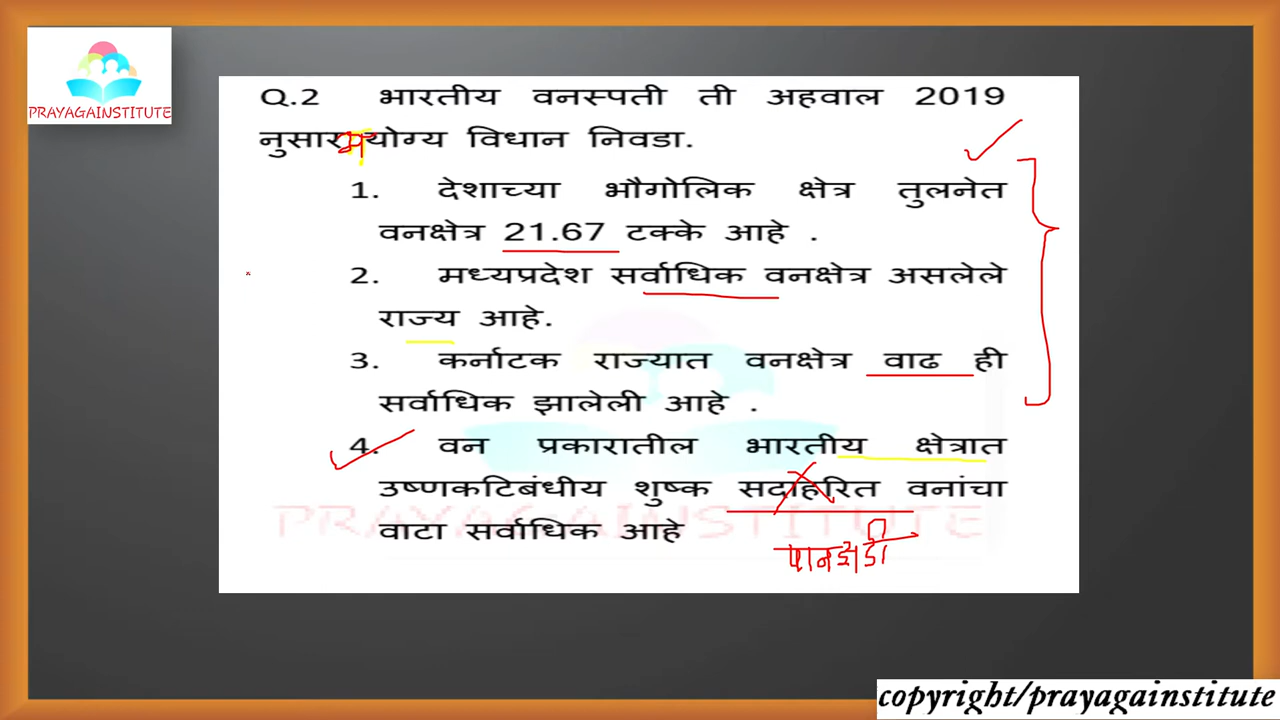 PRAYAGAINSTITUTE
Q.2 भारतीय वनस्पती ती अहवाल 2019
नुसार योग्य विधान निवडा.
1. देशाच्या भौगोलिक क्षेत्र तुलनेत
वनक्षेत्र 21.67 टक्के आहे .
2. मध्यप्रदेश सर्वाधिक वनक्षेत्र असलेले
राज्य आहे.
3. कर्नाटक राज्यात वनक्षेत्र वाढ ही
सर्वाधिक झालेली आहे .
4. वन प्रकारातील भारतीय क्षेत्रात
उष्णकटिबंधीय शुष्क सदाहरित वनांचा
वाटा सर्वाधिक आहे
PRAYAGAINSTITUTE
copyright/prayagainstitute